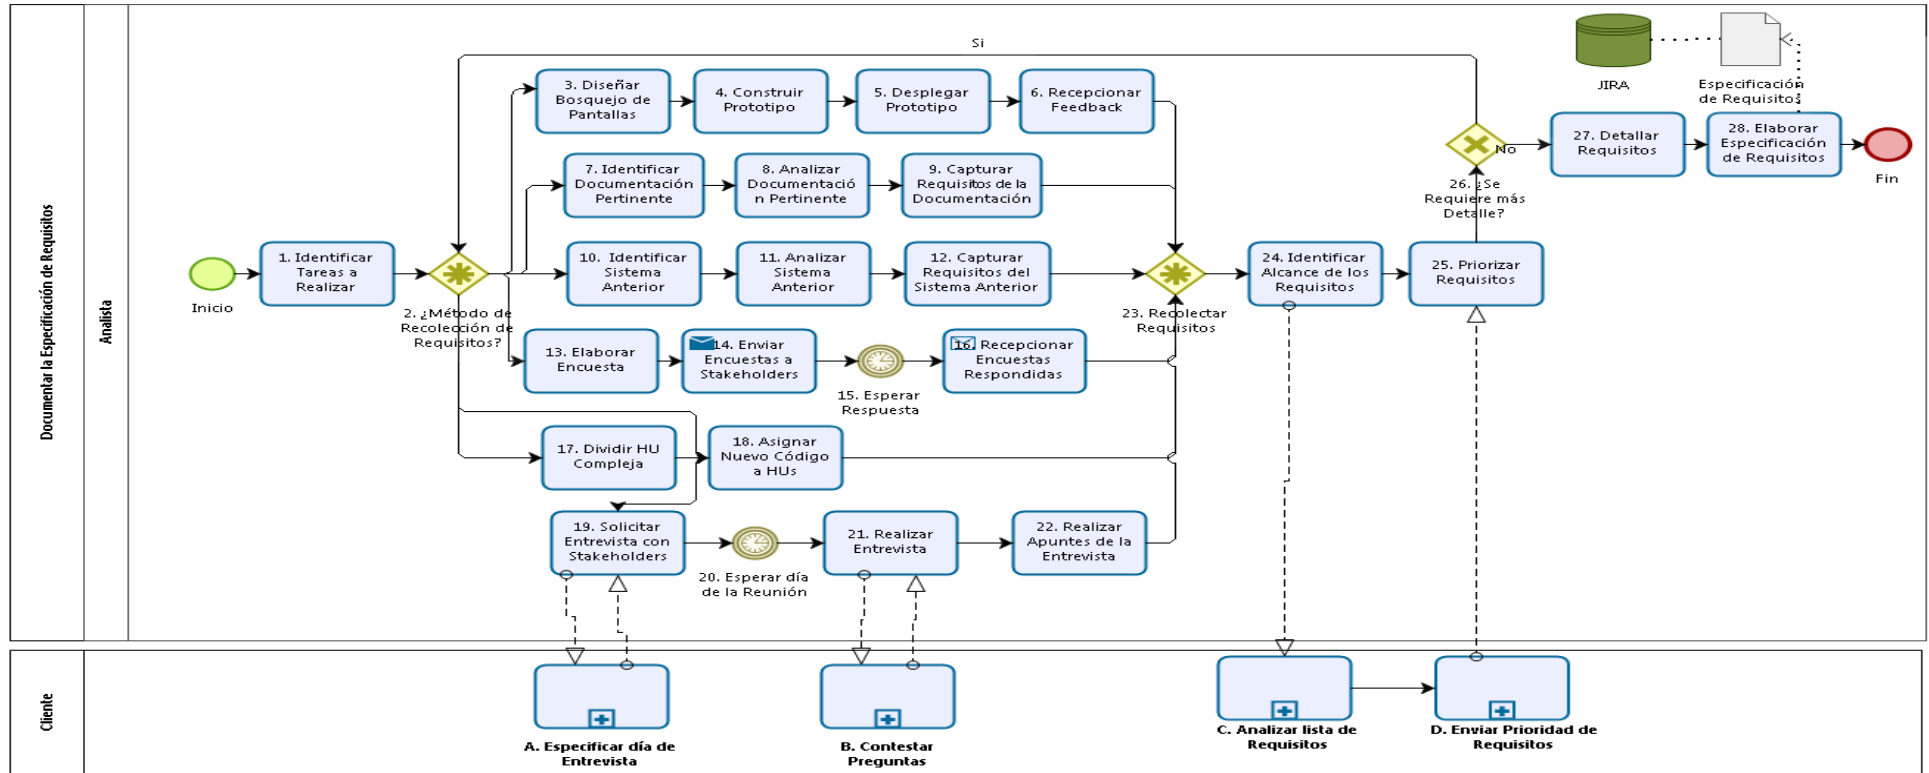 Documentar la Especificación de Requisitos
Analista
Si
JIRA
Especificación
de Requisitos
3. Diseñar
Bosquejo de
Pantallas
4. Construir
Prototipo
5. Desplegar
Prototipo
6. Recepcionar
Feedback
7. Identificar
Documentación
Pertinente
8. Analizar
Documentació
n Pertinente
9. Capturar
Requisitos de la
Documentación
No
26. ¿Se
Requiere más
Detalle?
27. Detallar
Requisitos
28. Elaborar
Especificación
de Requisitos
Fin
Inicio
1. Identificar
Tareas a
Realizar
2. ¿Método de
Recolección de
Requisitos?
10. Identificar
Sistema
Anterior
11. Analizar
Sistema
Anterior
12. Capturar
Requisitos del
Sistema Anterior
23. Recolectar
Requisitos
24. Identificar
Alcance de los
Requisitos
25. Priorizar
Requisitos
13. Elaborar
Encuesta
14. Enviar
Encuestas a
Stakeholders
15. Esperar
Respuesta
16. Recepcionar
Encuestas
Respondidas
17. Dividir HU
Compleja
18. Asignar
Nuevo Código
a HUs
19. Solicitar
Entrevista con
Stakeholders
20. Esperar día
de la Reunión
21. Realizar
Entrevista
22. Realizar
Apuntes de la
Entrevista
Cliente
A. Especificar día de
Entrevista
B. Contestar
Preguntas
C. Analizar lista de
Requisitos
D. Enviar Prioridad de
Requisitos